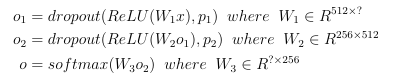 o₁ = dropout(ReLU(W₁x), p₁)  where  W₁ ∈ R^{512×?}
o₂ = dropout(ReLU(W₂o₁), p₂)  where  W₂ ∈ R^{256×512}
o = softmax(W₃o₂)  where  W₃ ∈ R^{?×256}